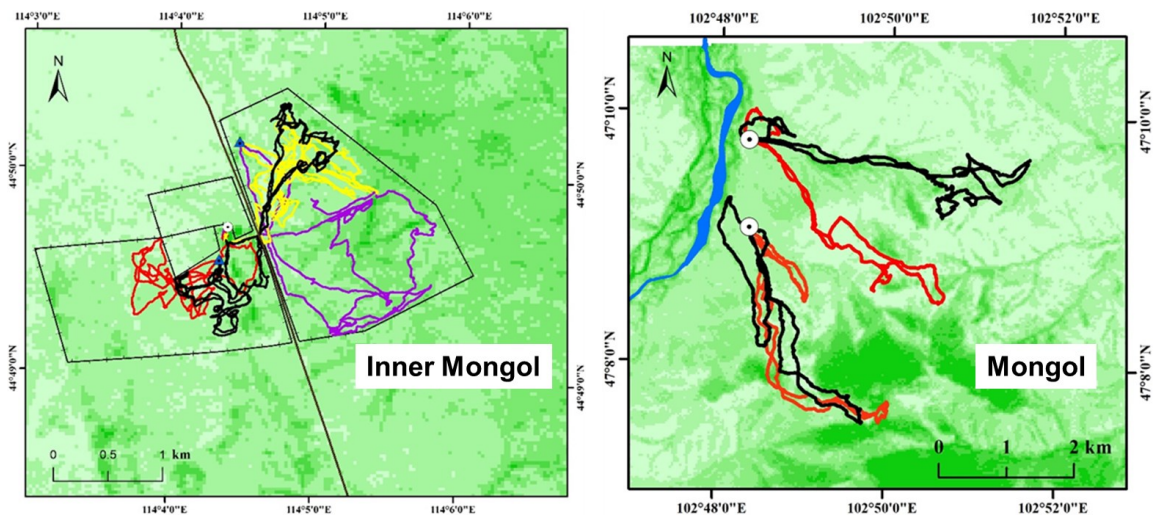 114°3'0"E 114°4'0"E 114°5'0"E 114°6'0"E
N
44°50'0"N
44°49'0"N
44°50'0"N
44°49'0"N
Inner Mongol
0 0.5 1 km
114°4'0"E 114°5'0"E 114°6'0"E
102°48'0"E 102°50'0"E 102°52'0"E
N
47°10'0"N
47°8'0"N
47°10'0"N
47°8'0"N
Mongol
0 1 2 km
102°48'0"E 102°50'0"E 102°52'0"E